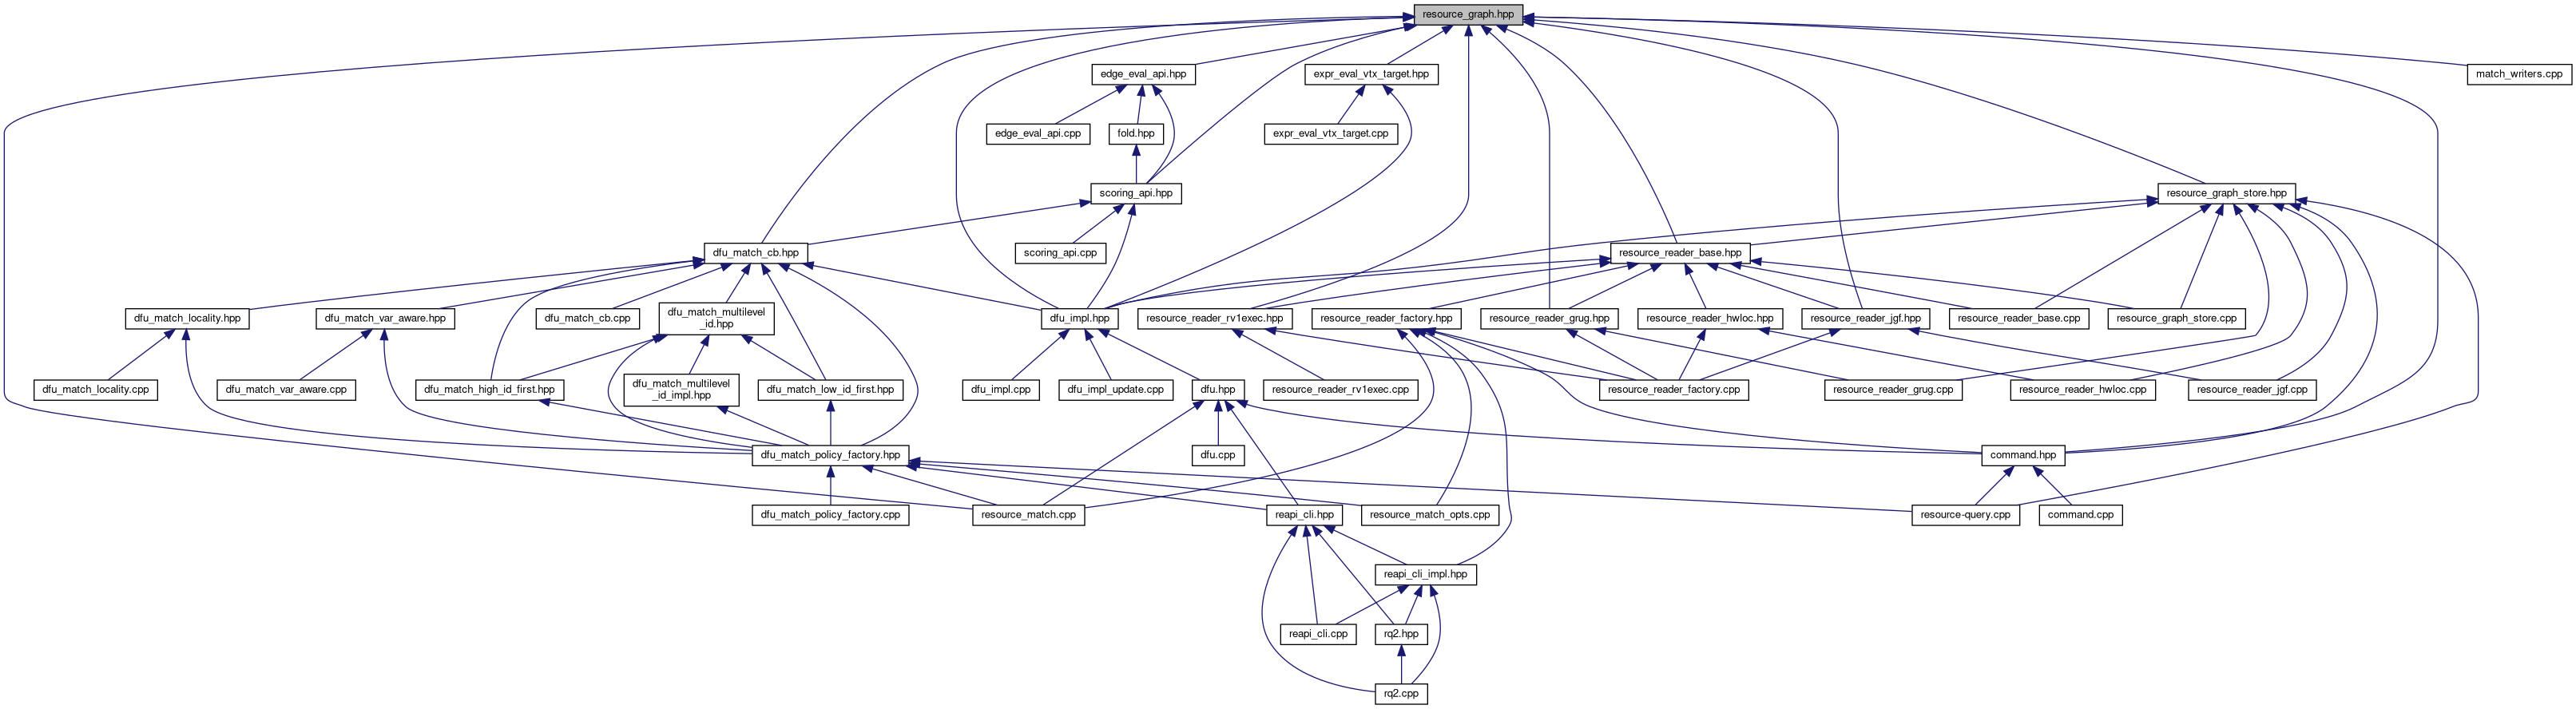 resource_graph.hpp
edge_eval_api.hpp
expr_eval_vtx_target.hpp
match_writers.cpp
edge_eval_api.cpp
fold.hpp
expr_eval_vtx_target.cpp
scoring_api.hpp
resource_graph_store.hpp
dfu_match_cb.hpp
scoring_api.cpp
resource_reader_base.hpp
dfu_match_locality.hpp
dfu_match_var_aware.hpp
dfu_match_cb.cpp
dfu_match_multilevel
_id.hpp
dfu_impl.hpp
resource_reader_rv1exec.hpp
resource_reader_factory.hpp
resource_reader_grug.hpp
resource_reader_hwloc.hpp
resource_reader_jgf.hpp
resource_reader_base.cpp
resource_graph_store.cpp
dfu_match_locality.cpp
dfu_match_var_aware.cpp
dfu_match_high_id_first.hpp
dfu_match_multilevel
_id_impl.hpp
dfu_match_low_id_first.hpp
dfu_impl.cpp
dfu_impl_update.cpp
dfu.hpp
resource_reader_rv1exec.cpp
resource_reader_factory.cpp
resource_reader_grug.cpp
resource_reader_hwloc.cpp
resource_reader_jgf.cpp
dfu_match_policy_factory.hpp
dfu.cpp
command.hpp
dfu_match_policy_factory.cpp
resource_match.cpp
reapi_cli.hpp
resource_match_opts.cpp
resource-query.cpp
command.cpp
reapi_cli_impl.hpp
reapi_cli.cpp
rq2.hpp
rq2.cpp